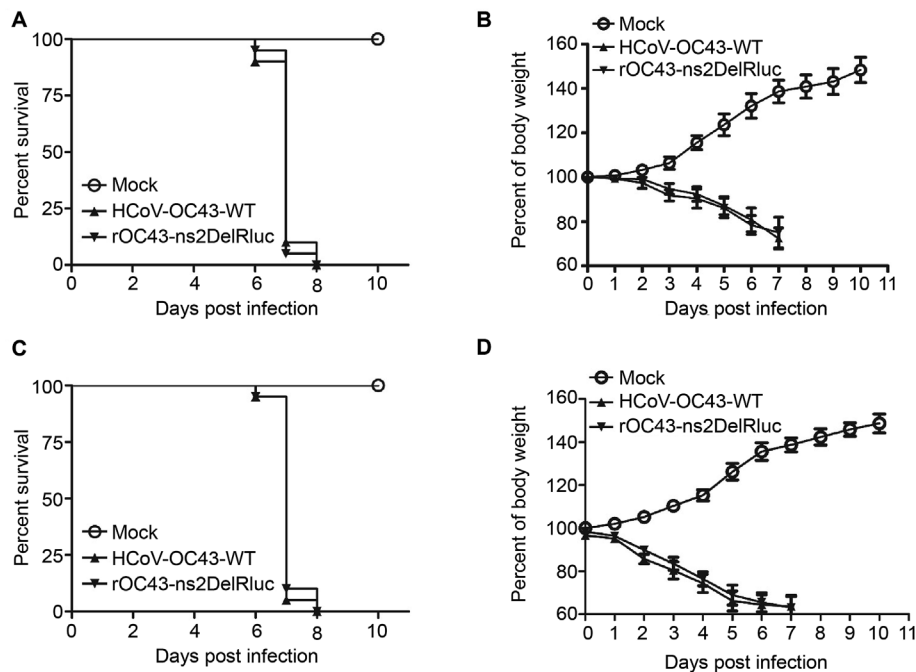 A
Percent survival
100
75
50
25
0
Mock
HCoV-OC43-WT
rOC43-ns2DelRluc
0 2 4 6 8 10
Days post infection
B
Percent of body weight
160
140
120
100
80
60
Mock
HCoV-OC43-WT
rOC43-ns2DelRluc
0 1 2 3 4 5 6 7 8 9 10 11
Days post infection
C
Percent survival
100
75
50
25
0
Mock
HCoV-OC43-WT
rOC43-ns2DelRluc
0 2 4 6 8 10
Days post infection
D
Percent of body weight
160
140
120
100
80
60
Mock
HCoV-OC43-WT
rOC43-ns2DelRluc
0 1 2 3 4 5 6 7 8 9 10 11
Days post infection